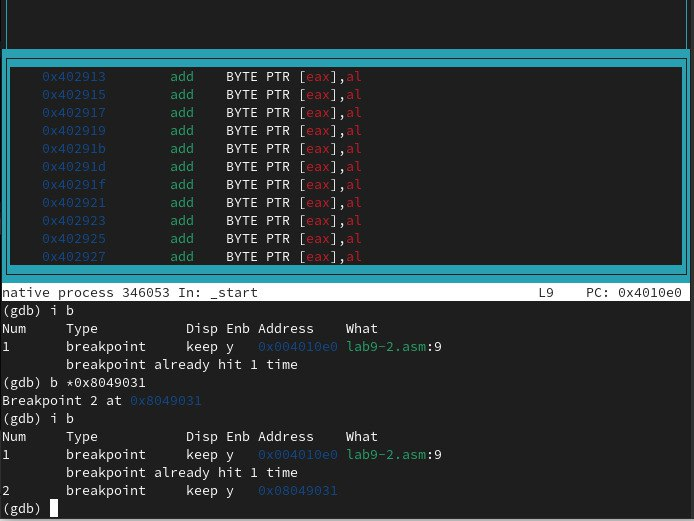 0x402913 add BYTE PTR [eax],al
0x402915 add BYTE PTR [eax],al
0x402917 add BYTE PTR [eax],al
0x402919 add BYTE PTR [eax],al
0x40291b add BYTE PTR [eax],al
0x40291d add BYTE PTR [eax],al
0x40291f add BYTE PTR [eax],al
0x402921 add BYTE PTR [eax],al
0x402923 add BYTE PTR [eax],al
0x402925 add BYTE PTR [eax],al
0x402927 add BYTE PTR [eax],al
native process 346053 In: _start L9 PC: 0x4010e0
(gdb) i b
Num Type Disp Enb Address What
1 breakpoint keep y 0x004010e0 lab9-2.asm:9
breakpoint already hit 1 time
(gdb) b *0x8049031
Breakpoint 2 at 0x8049031
(gdb) i b
Num Type Disp Enb Address What
1 breakpoint keep y 0x004010e0 lab9-2.asm:9
breakpoint already hit 1 time
2 breakpoint keep y 0x08049031
(gdb)